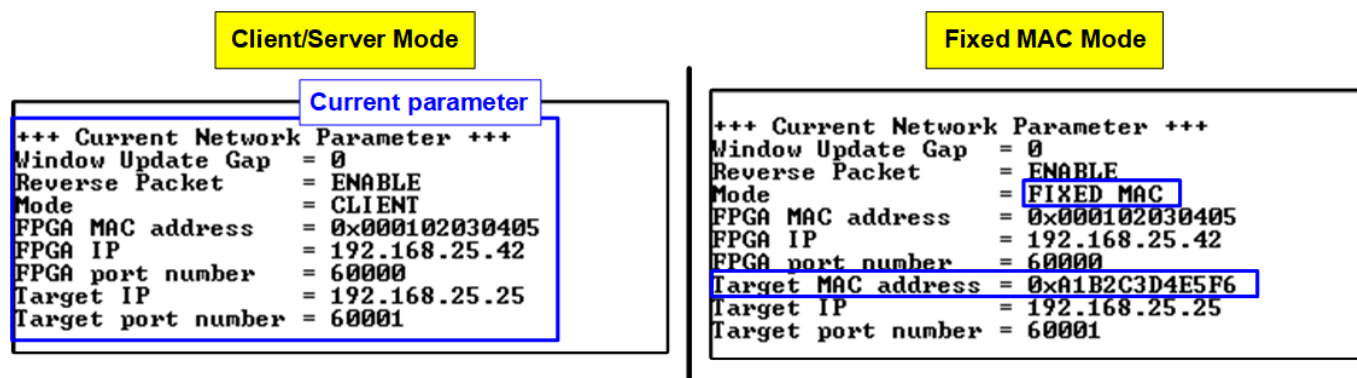 Client/Server Mode
Current parameter
+++ Current Network Parameter +++
Window Update Gap = 0
Reverse Packet = ENABLE
Mode = CLIENT
FPGA MAC address = 0x000102030405
FPGA IP = 192.168.25.42
FPGA port number = 60000
Target IP = 192.168.25.25
Target port number = 60001
Fixed MAC Mode
+++ Current Network Parameter +++
Window Update Gap = 0
Reverse Packet = ENABLE
Mode = FIXED MAC
FPGA MAC address = 0x000102030405
FPGA IP = 192.168.25.42
FPGA port number = 60000
Target MAC address = 0xA1B2C3D4E5F6
Target IP = 192.168.25.25
Target port number = 60001